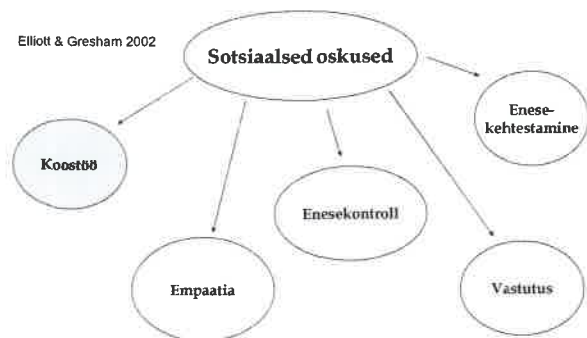 Elliott & Gresham 2002
Sotsiaalsed oskused
Koostöö
Empaatia
Enesekontroll
Vastutus
Enese-
kehtestamine